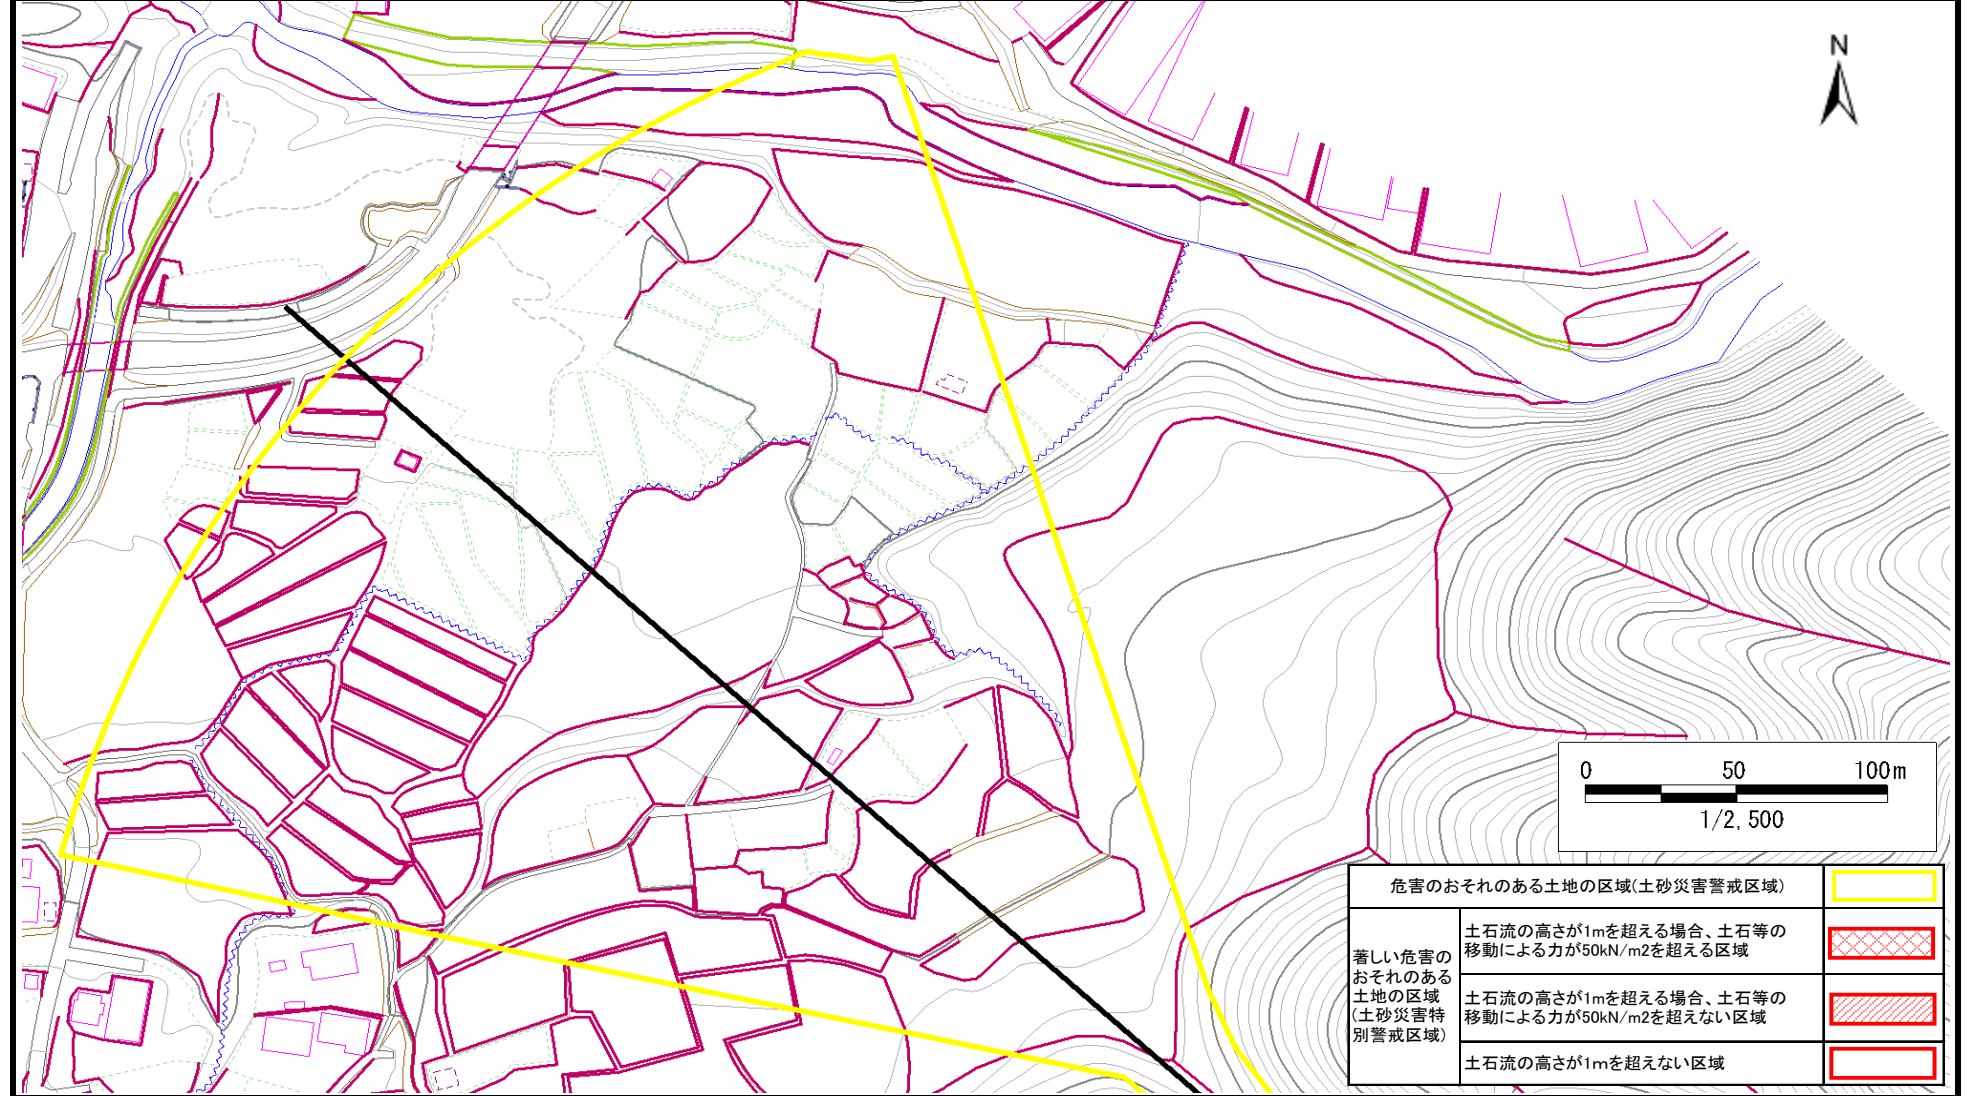 N
0 50 100m
1/2,500
危害のおそれのある土地の区域(土砂災害警戒区域)
著しい危害の
おそれのある
土地の区域
(土砂災害特
別警戒区域)
土石流の高さが1mを超える場合、土石等の
移動による力が50kN/m2を超える区域
土石流の高さが1mを超える場合、土石等の
移動による力が50kN/m2を超えない区域
土石流の高さが1mを超えない区域